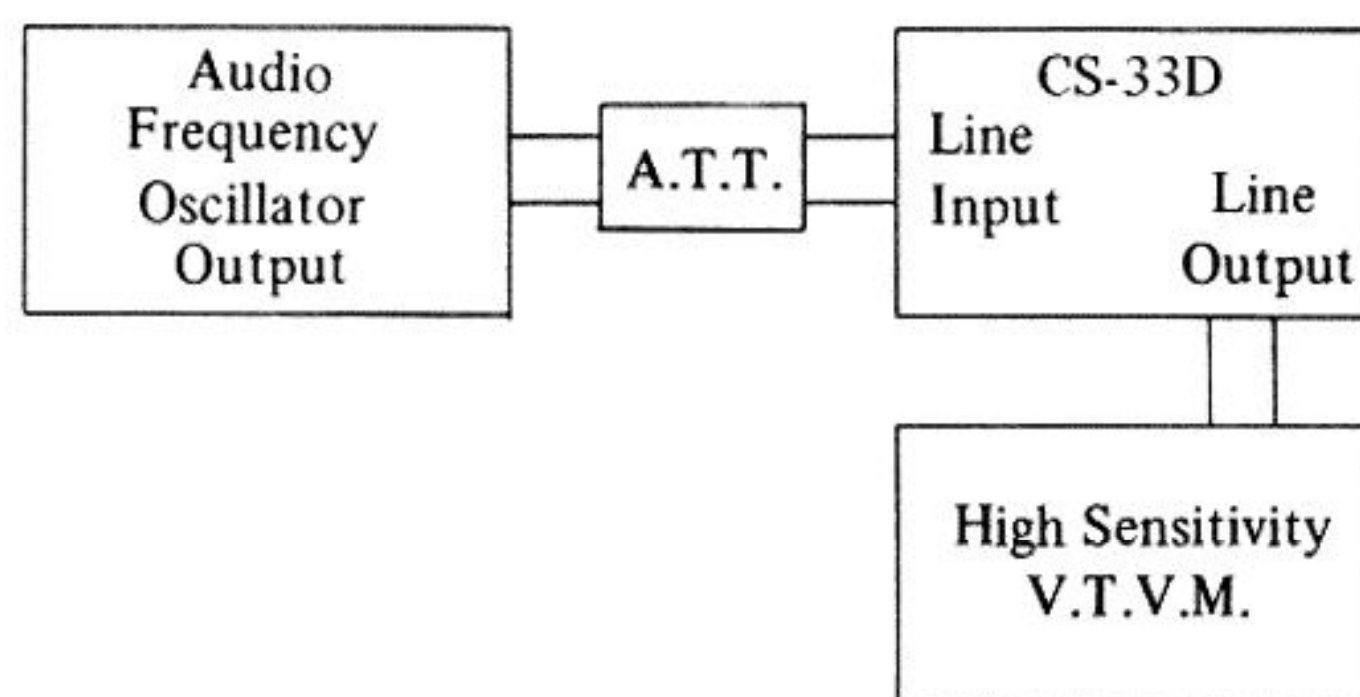 Audio
Frequency
Oscillator
Output
A.T.T.
CS-33D
Line
Input
Line
Output
High Sensitivity
V.T.V.M.